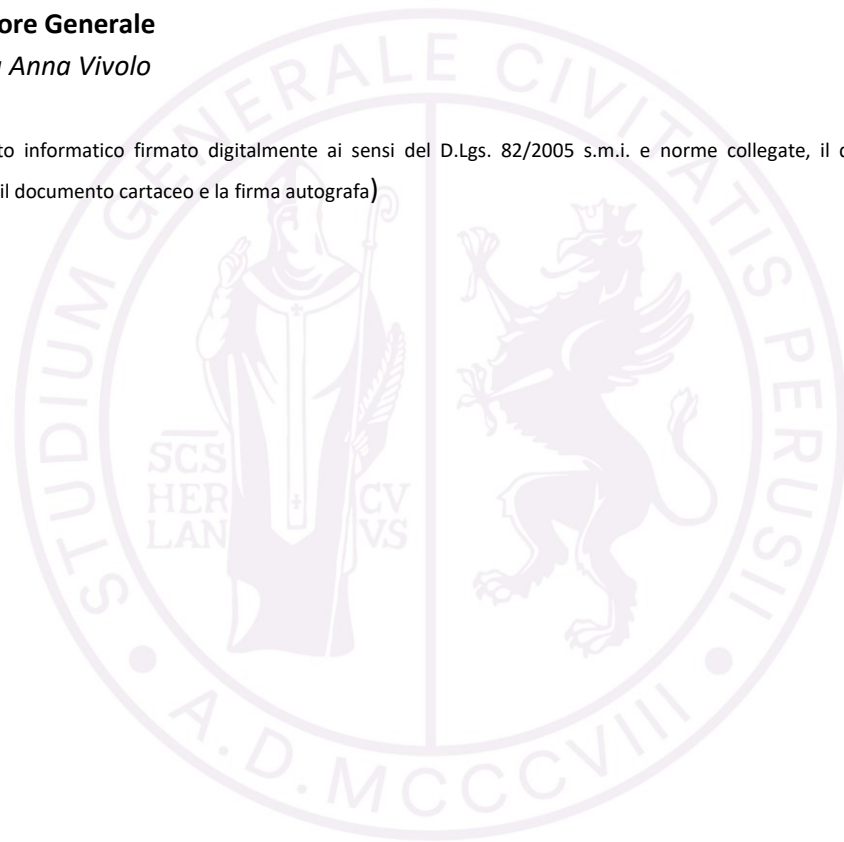 ore Generale
Anna Vivolo
to informatico firmato digitalmente ai sensi del D.Lgs. 82/2005 s.m.i. e norme collegate, il
il documento cartaceo e la firma autografa)
STUDIUM GENERALE CIVITATIS PERUSII
SCS
HER
LAN
CV
VS
A.D. MCCCVIII